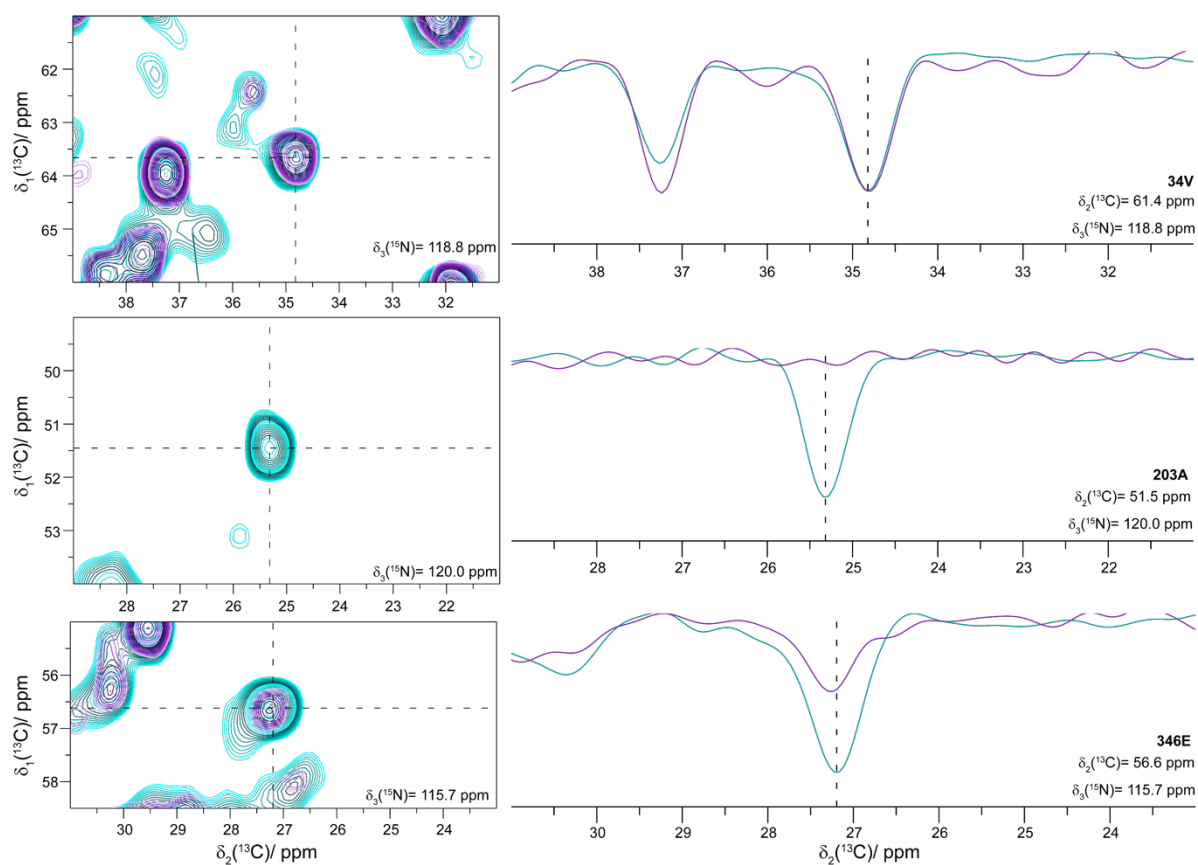 62
63
64
65
δ₁(¹³C)/ ppm
δ₃(¹⁵N)= 118.8 ppm
38 37 36 35 34 33 32
34V
δ₂(¹³C)= 61.4 ppm
δ₃(¹⁵N)= 118.8 ppm
38 37 36 35 34 33 32
50
51
52
53
δ₁(¹³C)/ ppm
δ₃(¹⁵N)= 120.0 ppm
28 27 26 25 24 23 22
203A
δ₂(¹³C)= 51.5 ppm
δ₃(¹⁵N)= 120.0 ppm
28 27 26 25 24 23 22
56
57
58
δ₁(¹³C)/ ppm
δ₃(¹⁵N)= 115.7 ppm
30 29 28 27 26 25 24
δ₂(¹³C)/ ppm
346E
δ₂(¹³C)= 56.6 ppm
δ₃(¹⁵N)= 115.7 ppm
30 29 28 27 26 25 24 23
δ₂(¹³C)/ ppm